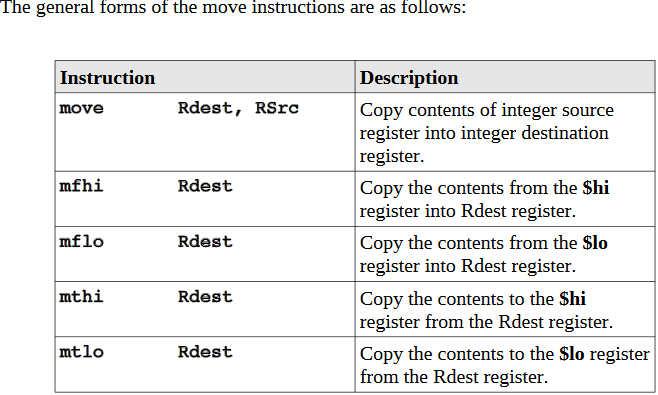 The general forms of the move instructions are as follows:
Instruction Description
move Rdest, RSrc Copy contents of integer source
register into integer destination
register.
mfhi Rdest Copy the contents from the $hi
register into Rdest register.
mflo Rdest Copy the contents from the $lo
register into Rdest register.
mthi Rdest Copy the contents to the $hi
register from the Rdest register.
mtlo Rdest Copy the contents to the $lo register
from the Rdest register.